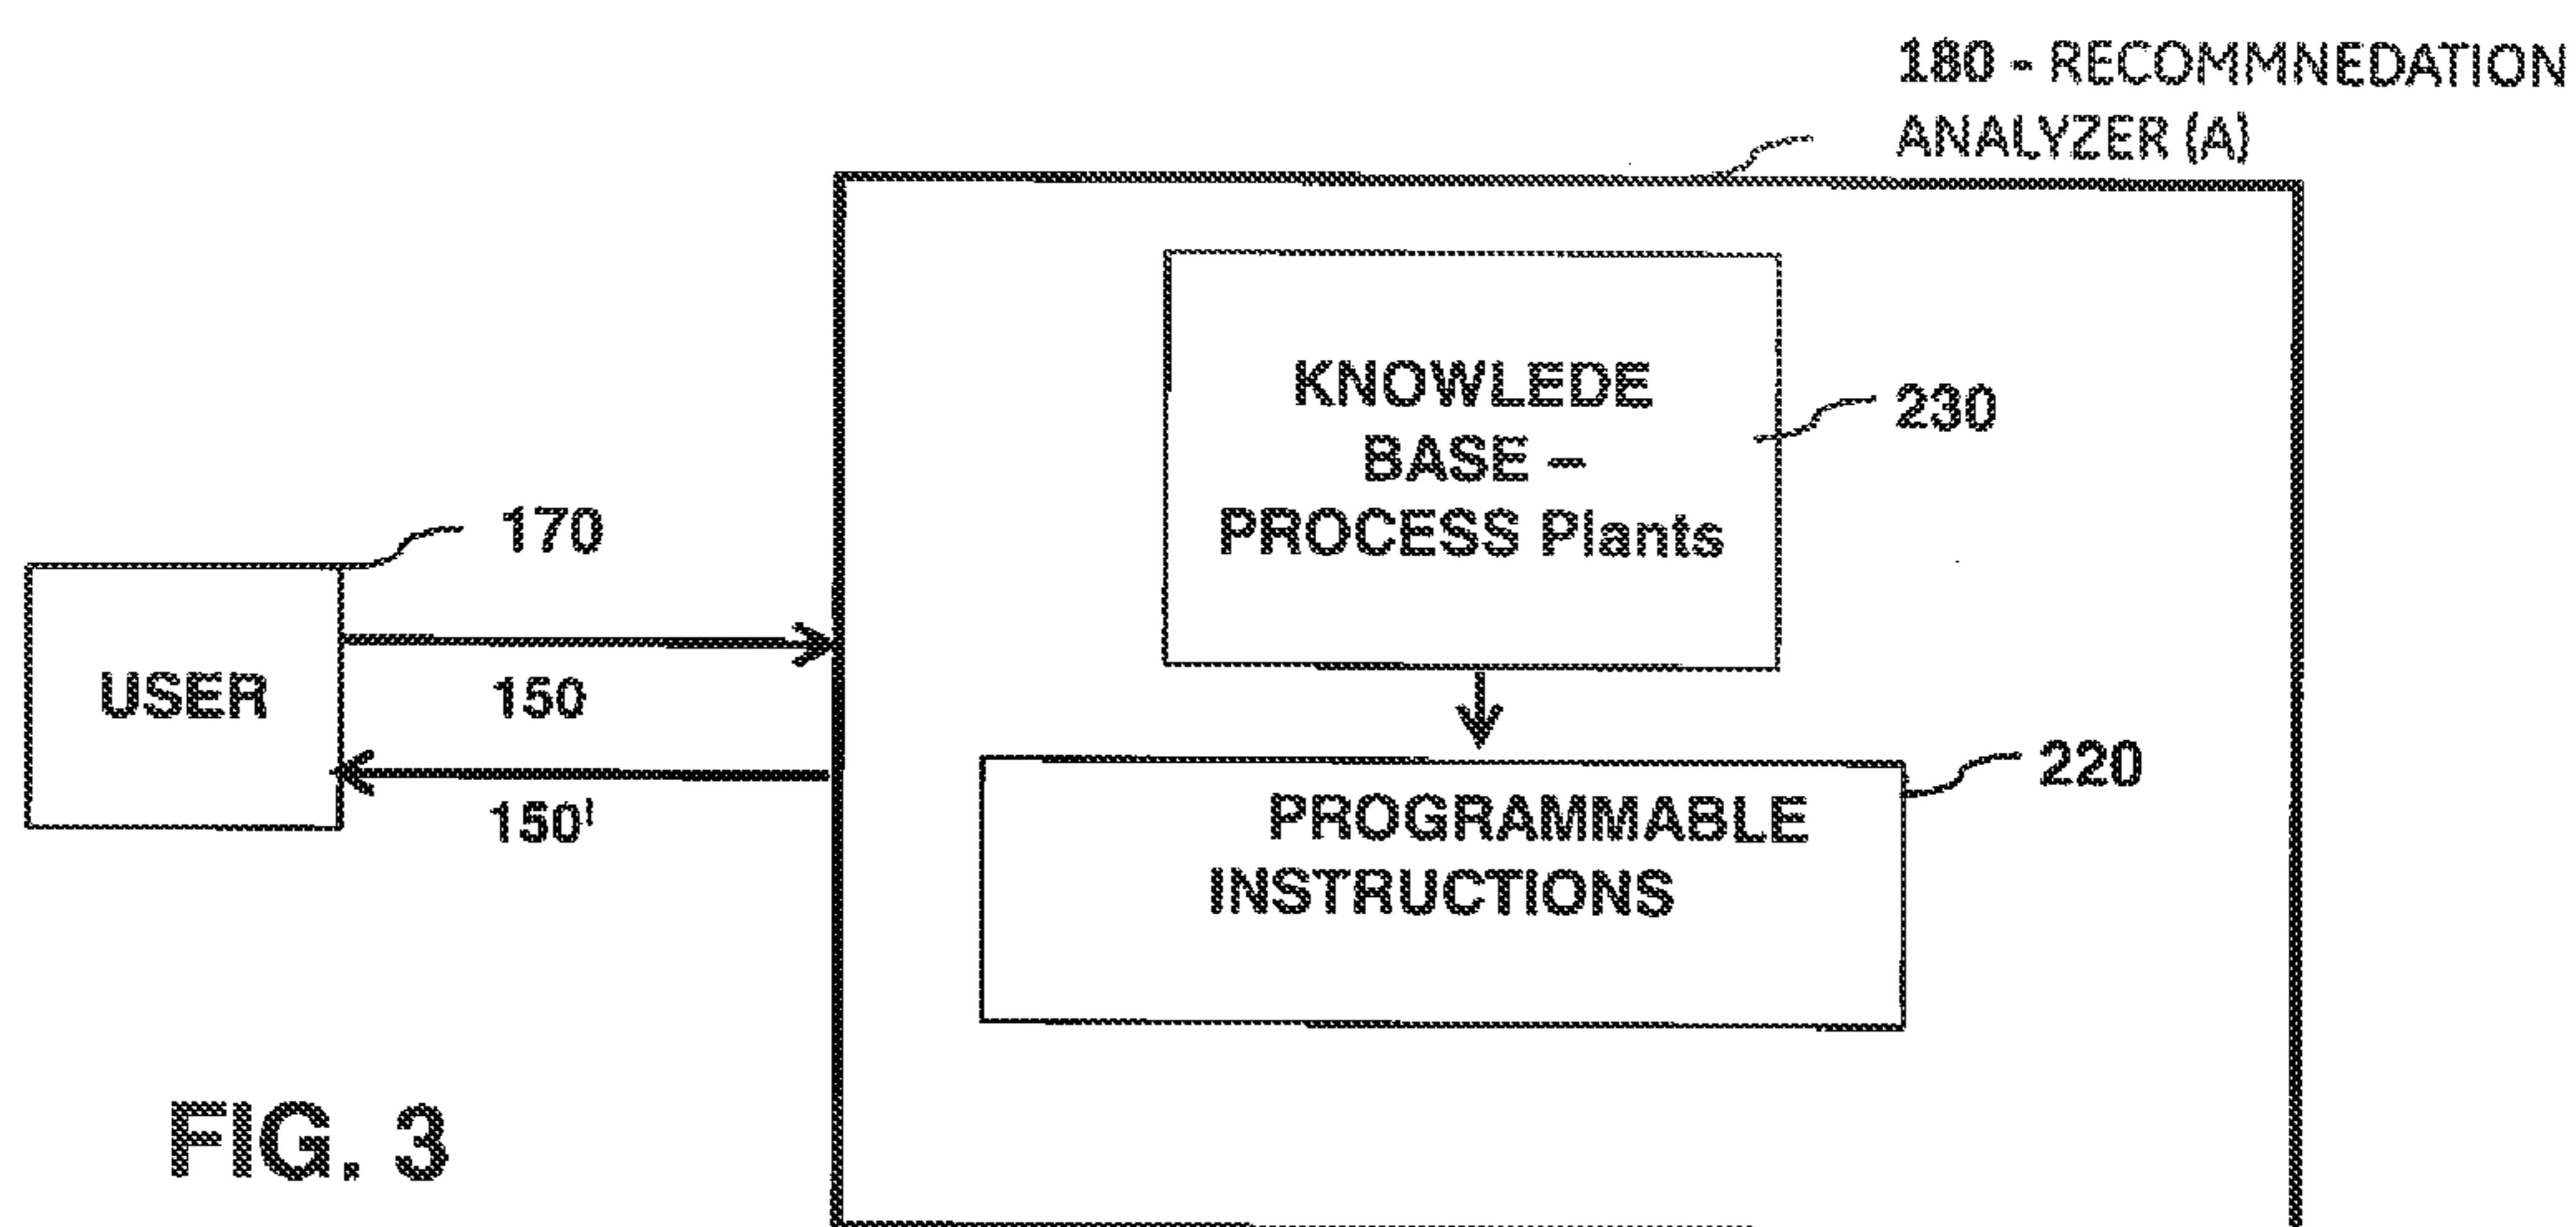 180 - RECOMMNEDATION
ANALYZER (A)
KNOWLEDE
BASE –
PROCESS Plants
230
170
USER
150
150'
220
PROGRAMMABLE
INSTRUCTIONS
FIG. 3